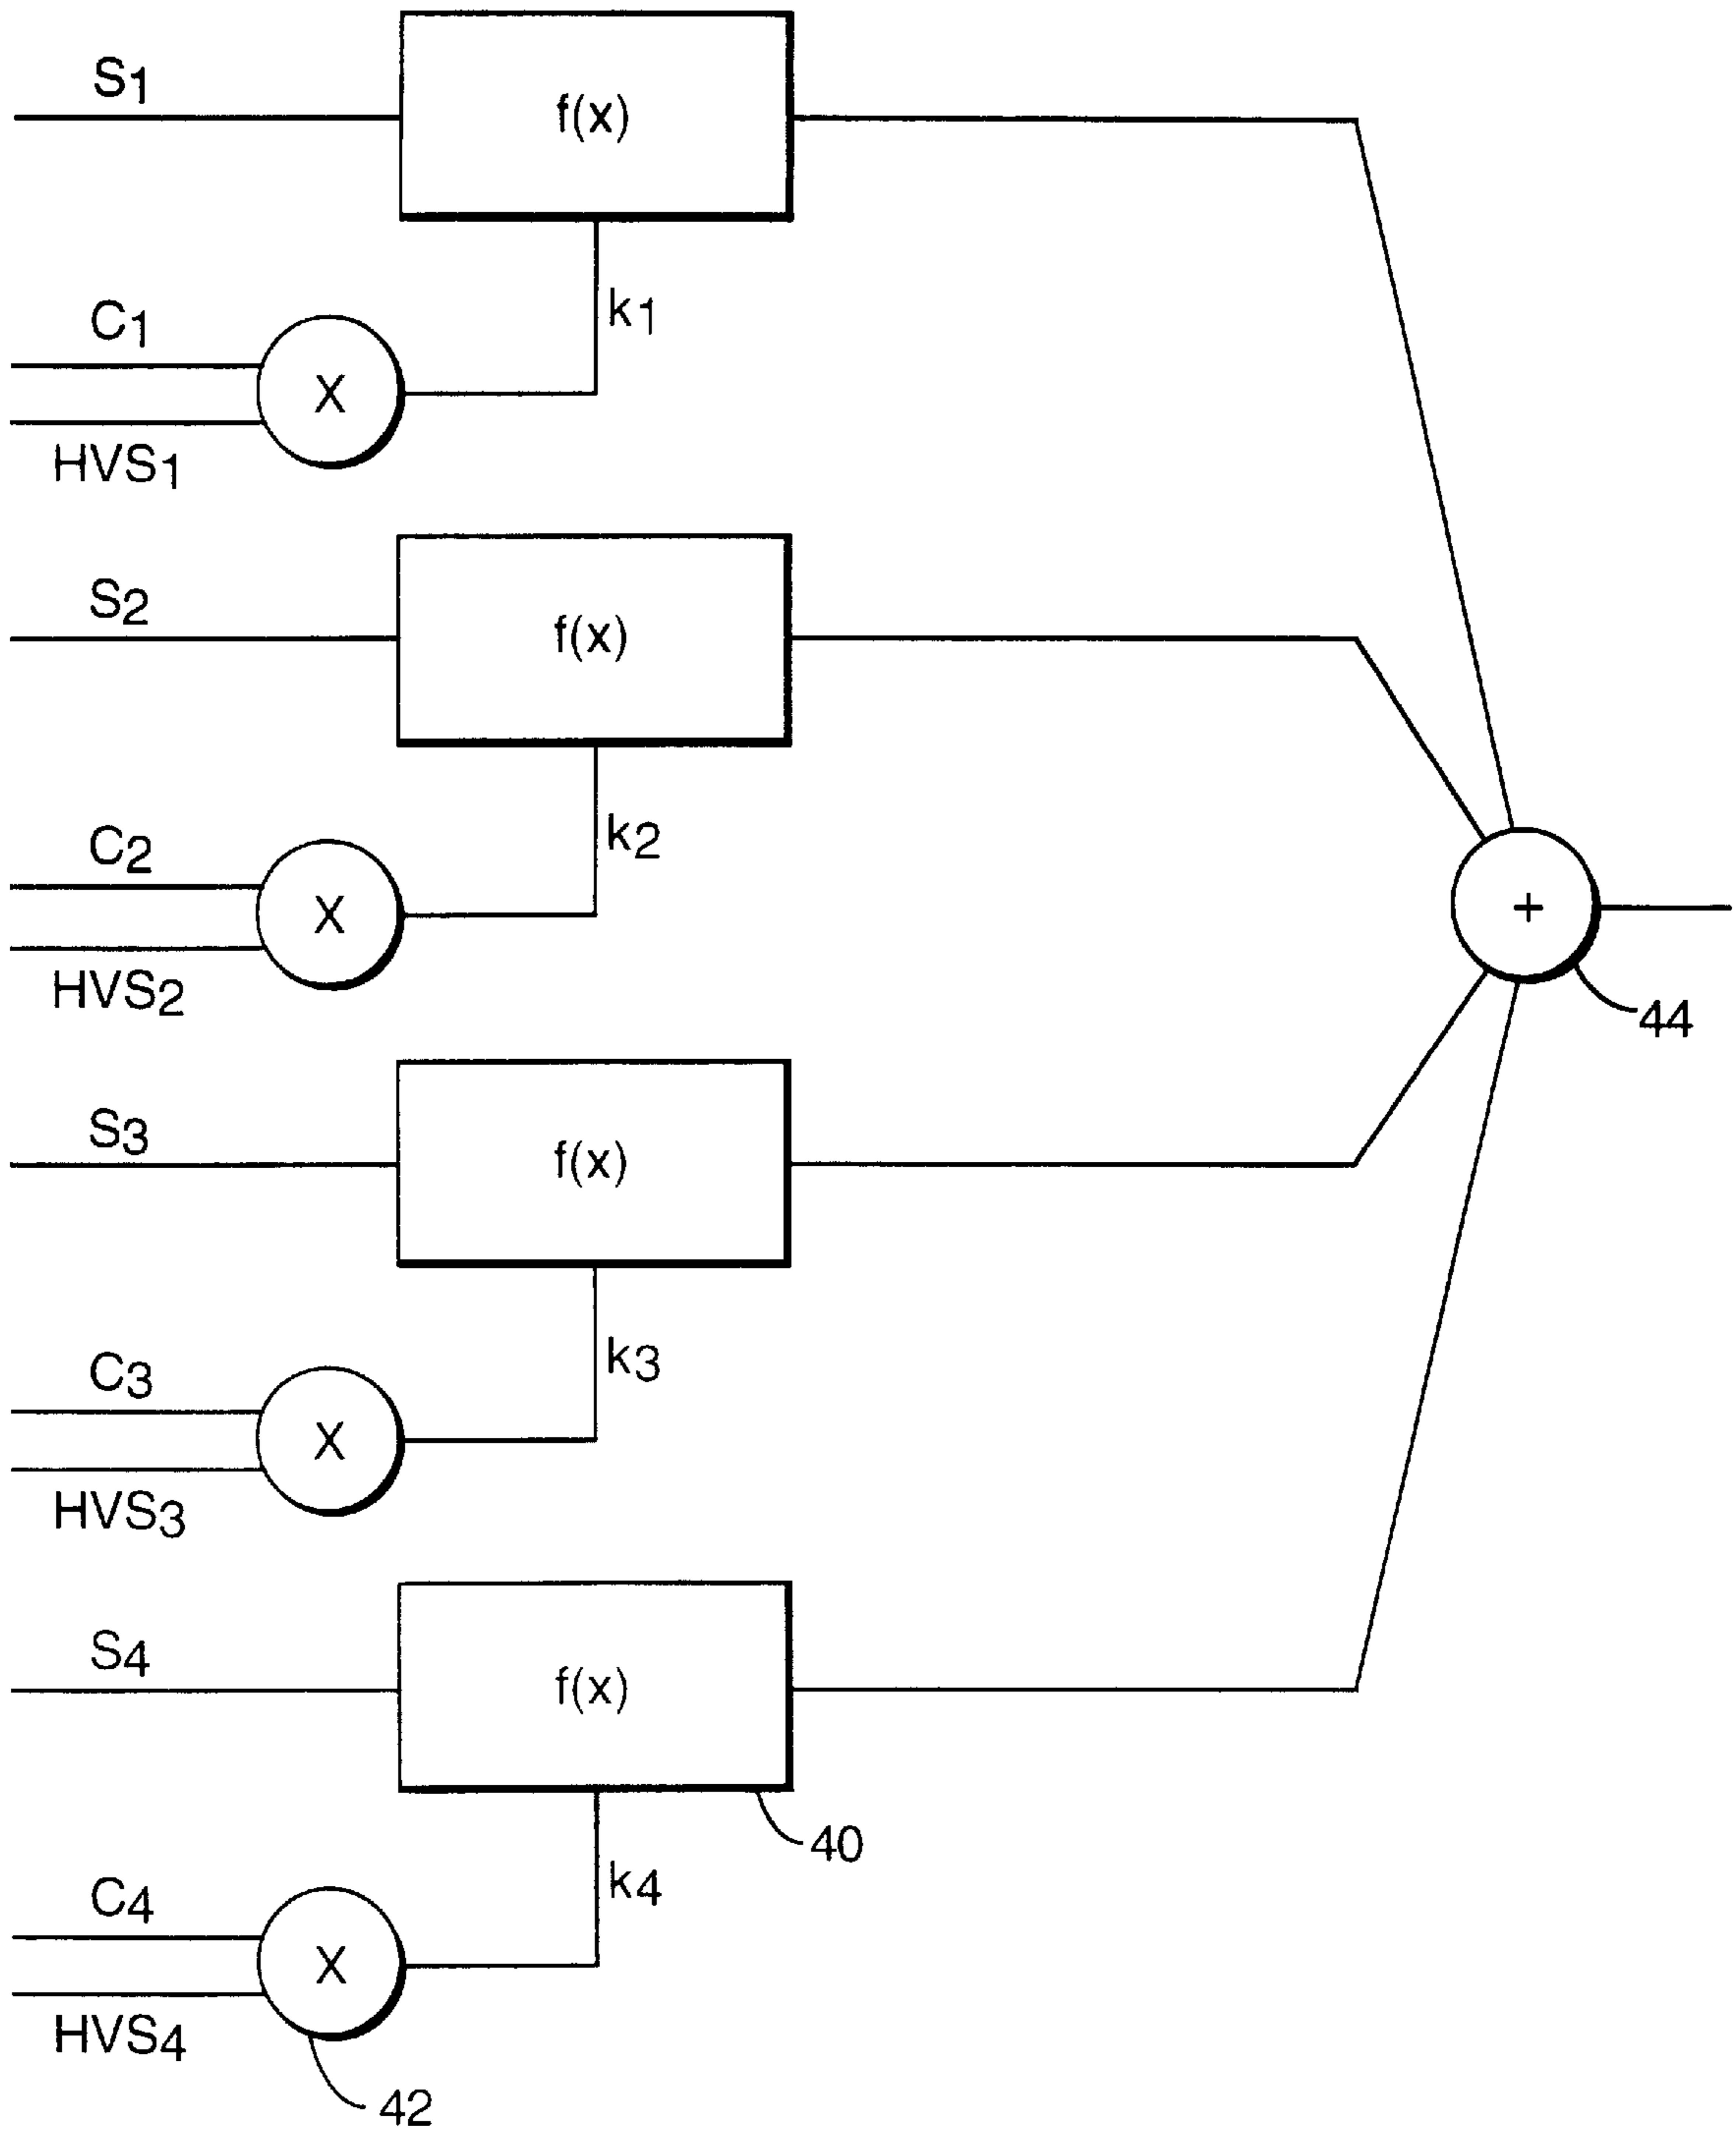 S1
f(x)
k1
C1
X
HVS1
S2
f(x)
k2
C2
X
HVS2
+
44
S3
f(x)
k3
C3
X
HVS3
S4
f(x)
40
k4
C4
X
HVS4
42